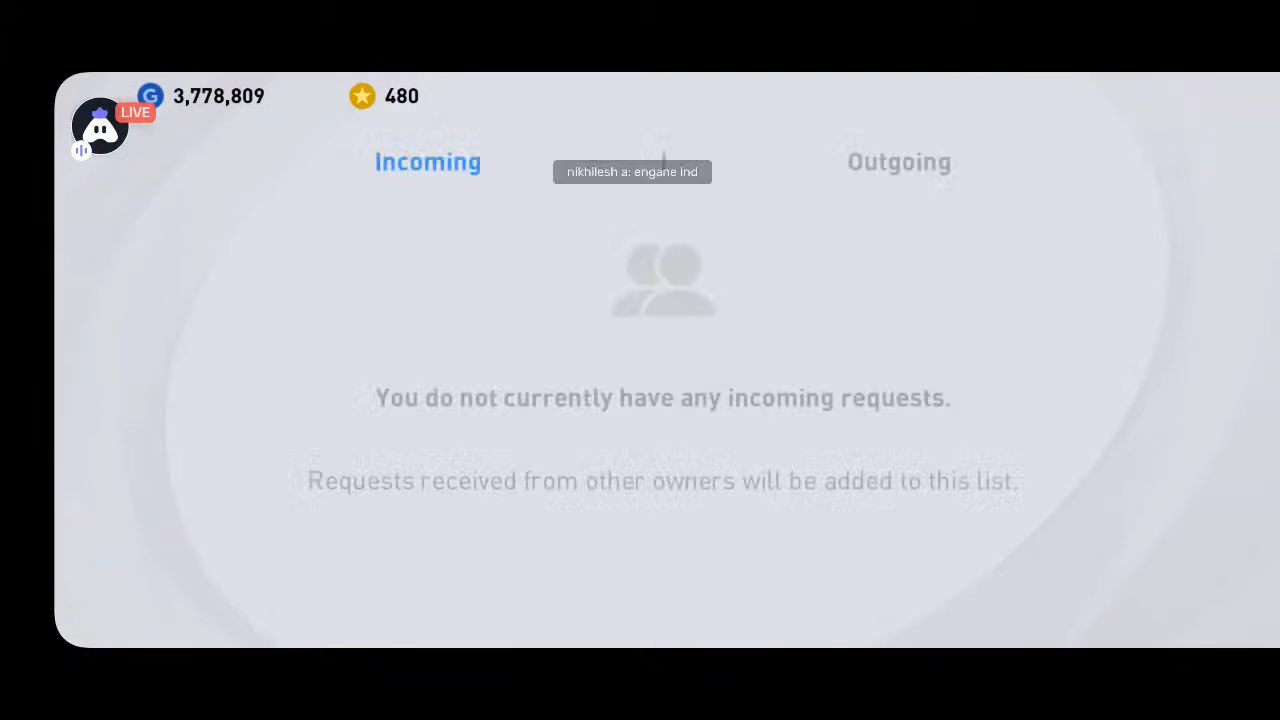 G 3,778,809 480
LIVE
Incoming Outgoing
nikhilesh a: engane ind
You do not currently have any incoming requests.
Requests received from other owners will be added to this list.